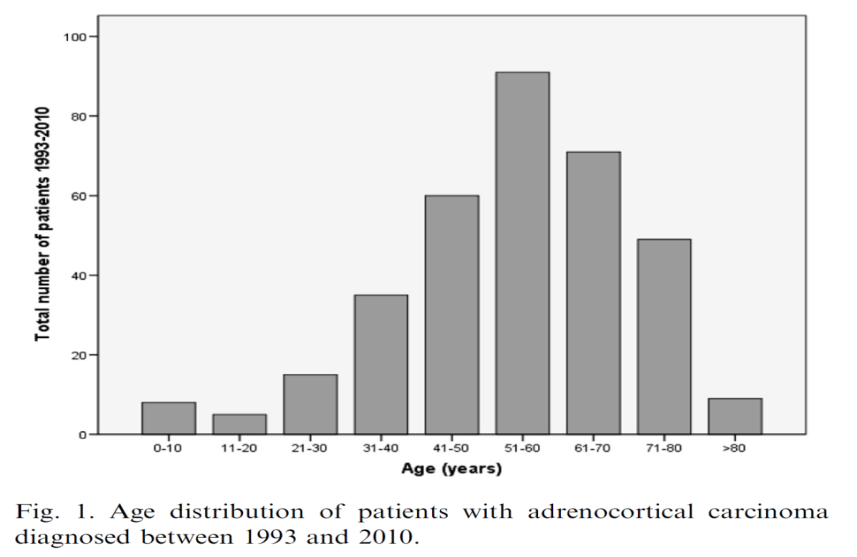 Total number of patients 1993-2010
100
80
60
40
20
0
0-10 11-20 21-30 31-40 41-50 51-60 61-70 71-80 >80
Age (years)
Fig. 1. Age distribution of patients with adrenocortical carcinoma
diagnosed between 1993 and 2010.